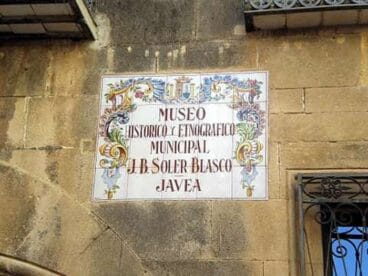 MUSEO
HISTORICO Y ETNOGRAFICO
MUNICIPAL
J.B. SOLER BLASCO
JAVEA